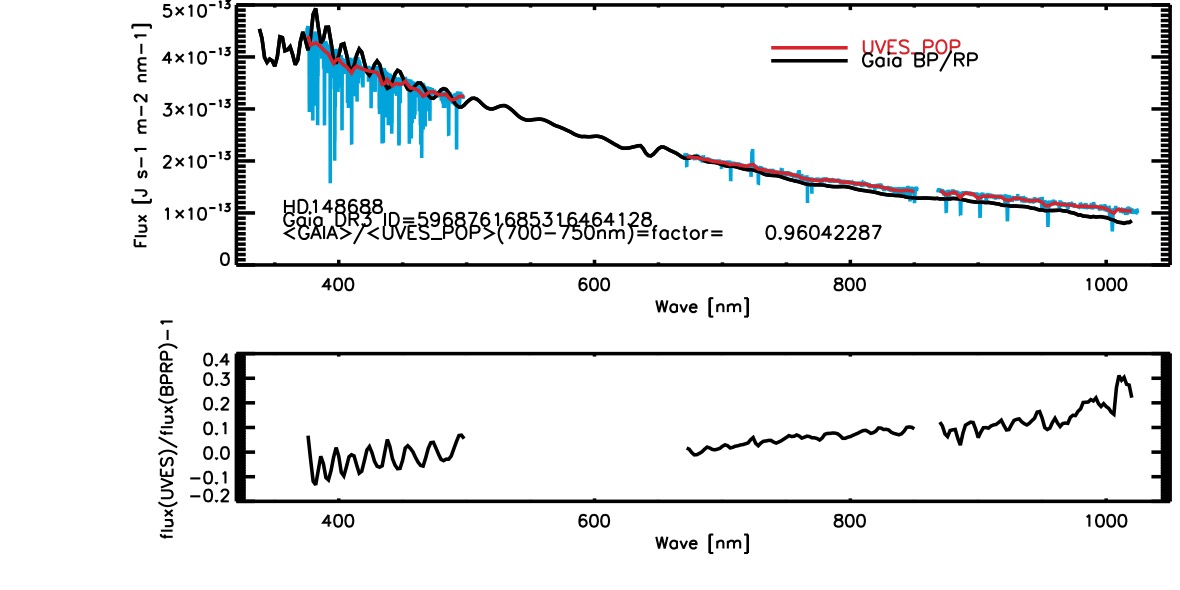 5×10⁻¹³
4×10⁻¹³
3×10⁻¹³
2×10⁻¹³
1×10⁻¹³
0
Flux [J s−1 m−2 nm−1]
UVES_POP
Gaia BP/RP
HD148688
Gaia DR3 ID=5968761685316464128
<GAIA>/<UVES_POP>(700−750nm)=factor= 0.96042287
400 600 800 1000
Wave [nm]
0.4
0.3
0.2
0.1
0.0
−0.1
−0.2
flux(UVES)/flux(BPRP)−1
400 600 800 1000
Wave [nm]